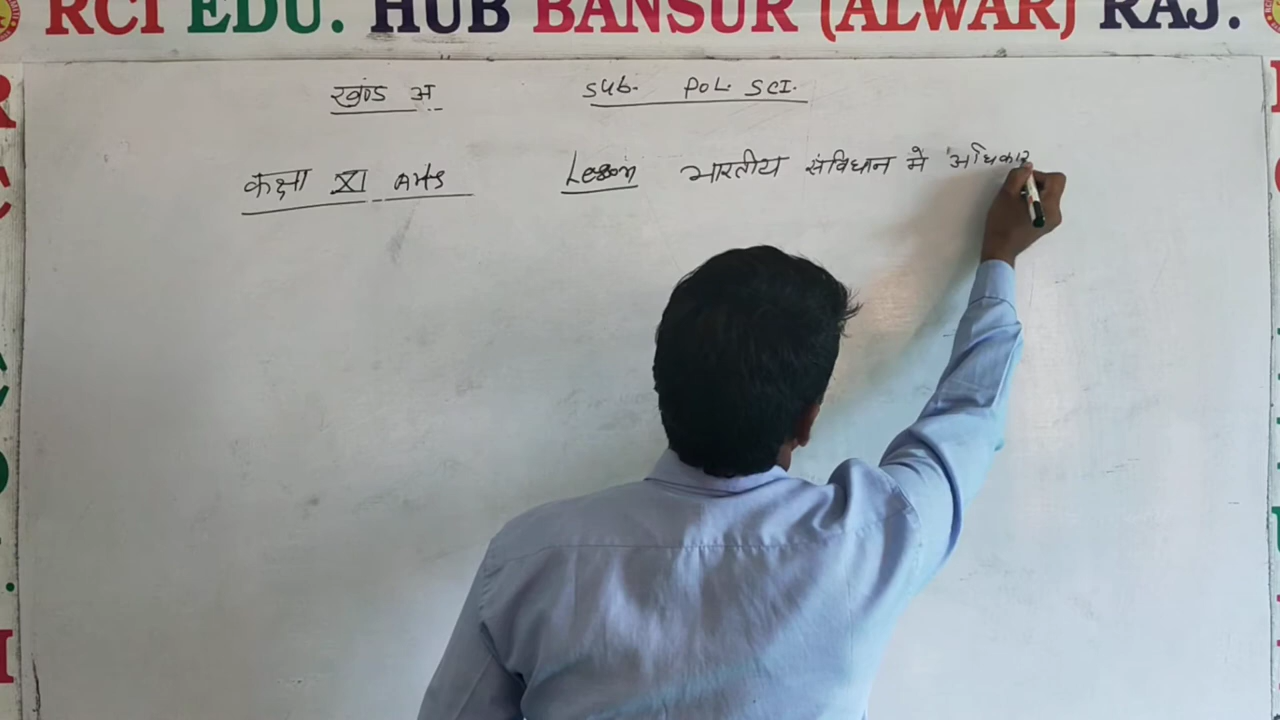 RCI EDU. HUB BANSUR (ALWAR) RAJ.
खण्ड अ
Sub. POL. SCI.
कक्षा XI Arts
Lesson भारतीय संविधान में अधिकार